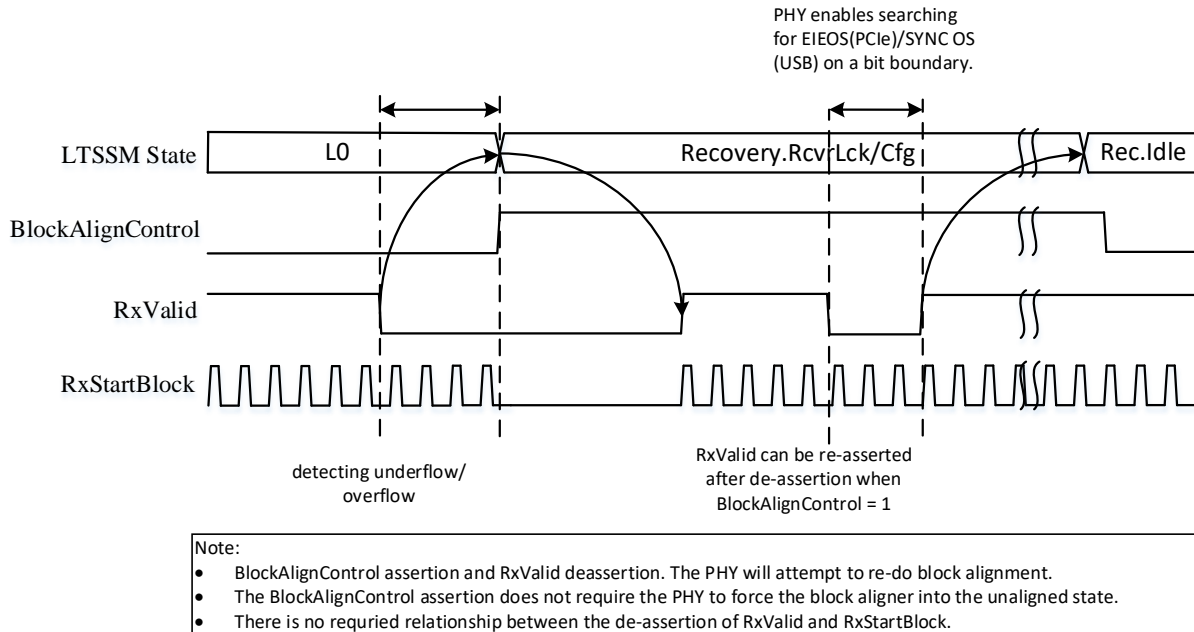 PHY enables searching
for EIEOS(PCIe)/SYNC OS
(USB) on a bit boundary.
LTSSM State
L0
Recovery.RcvrLck/Cfg
Rec.Idle
BlockAlignControl
RxValid
RxStartBlock
detecting underflow/
overflow
RxValid can be re-asserted
after de-assertion when
BlockAlignControl = 1
Note:
• BlockAlignControl assertion and RxValid deassertion. The PHY will attempt to re-do block alignment.
• The BlockAlignControl assertion does not require the PHY to force the block aligner into the unaligned state.
• There is no requried relationship between the de-assertion of RxValid and RxStartBlock.